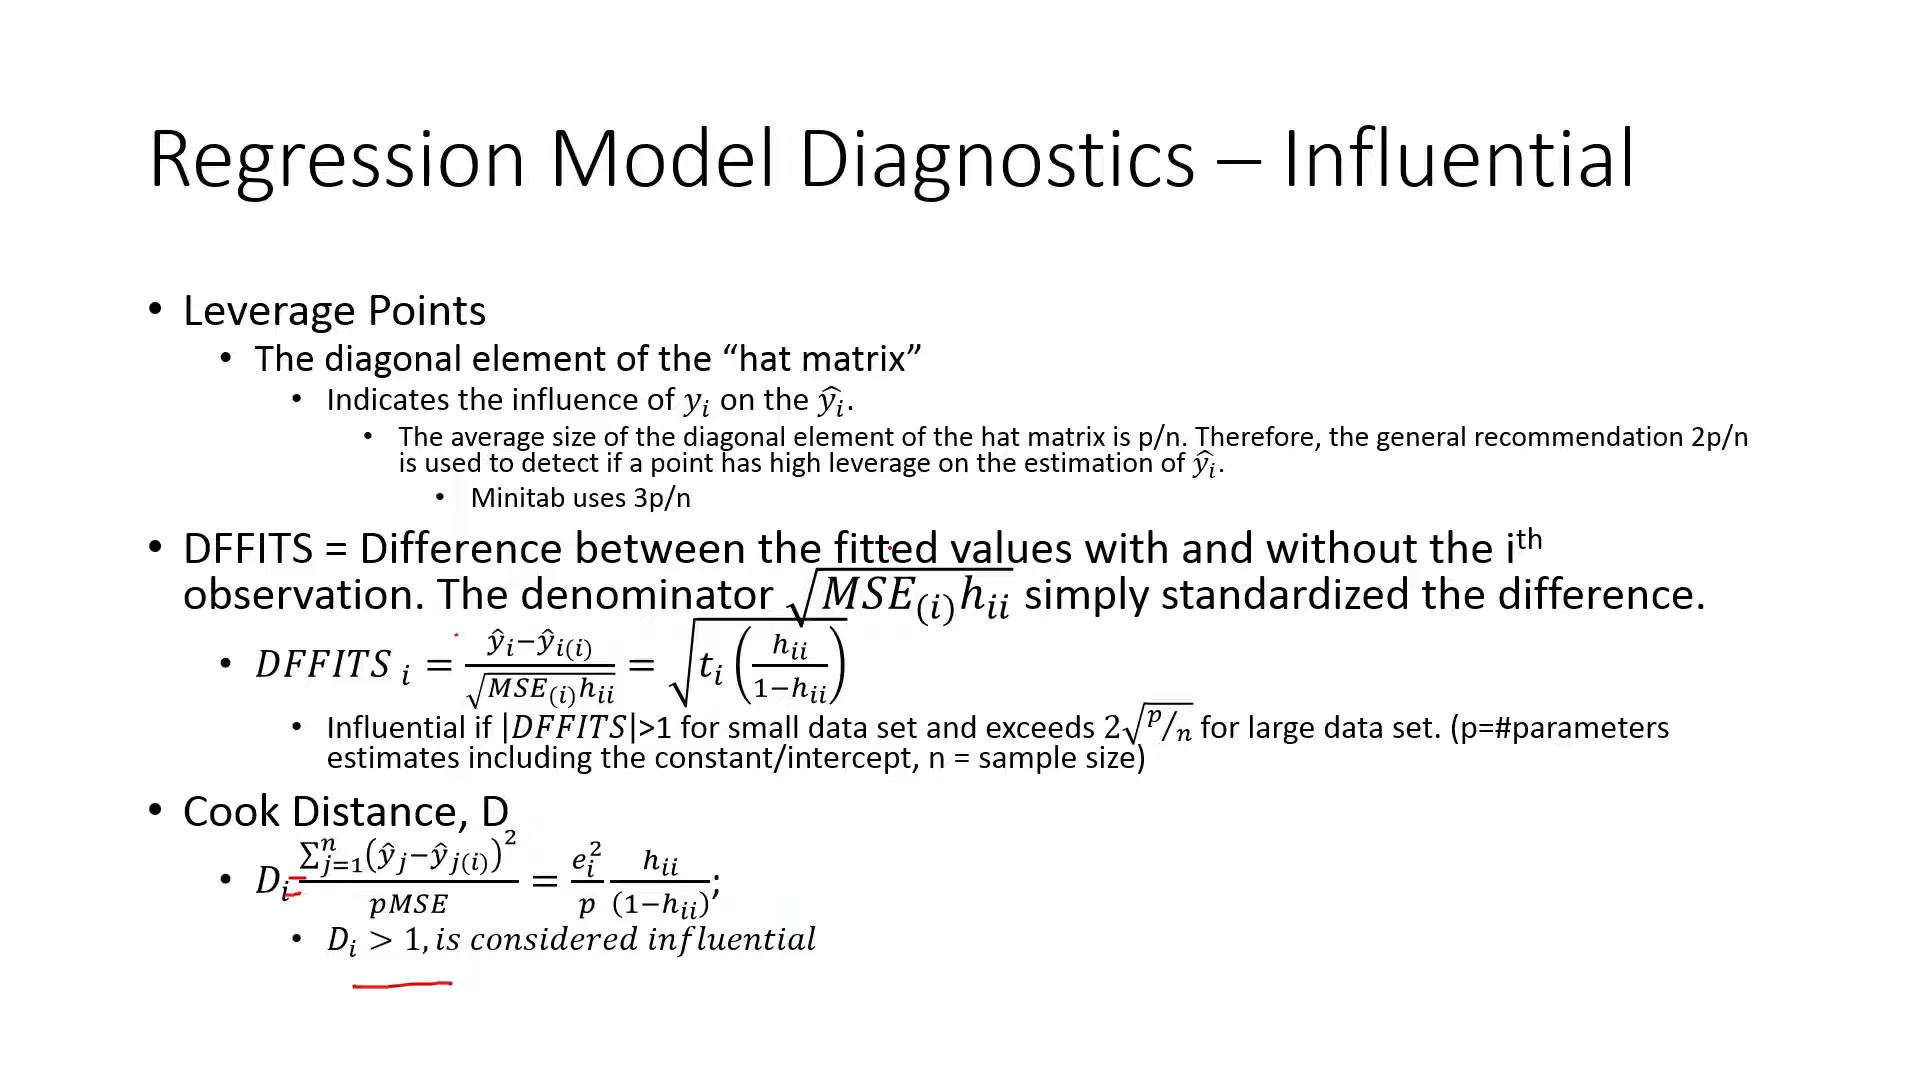 Regression Model Diagnostics – Influential
• Leverage Points
• The diagonal element of the “hat matrix”
• Indicates the influence of yᵢ on the ŷᵢ.
• The average size of the diagonal element of the hat matrix is p/n. Therefore, the general recommendation 2p/n
is used to detect if a point has high leverage on the estimation of ŷᵢ.
• Minitab uses 3p/n
• DFFITS = Difference between the fitted values with and without the iᵗʰ
observation. The denominator √(MSE₍ᵢ₎hᵢᵢ) simply standardized the difference.
• DFFITS ᵢ = (ŷᵢ−ŷᵢ₍ᵢ₎)/√(MSE₍ᵢ₎hᵢᵢ) = √(tᵢ (hᵢᵢ/(1−hᵢᵢ)))
• Influential if |DFFITS|>1 for small data set and exceeds 2√(p/n) for large data set. (p=#parameters
estimates including the constant/intercept, n = sample size)
• Cook Distance, D
• Dᵢ = ∑ⱼ₌₁ⁿ(ŷⱼ−ŷⱼ₍ᵢ₎)²/pMSE = eᵢ²/p hᵢᵢ/(1−hᵢᵢ);
• Dᵢ > 1, is considered influential